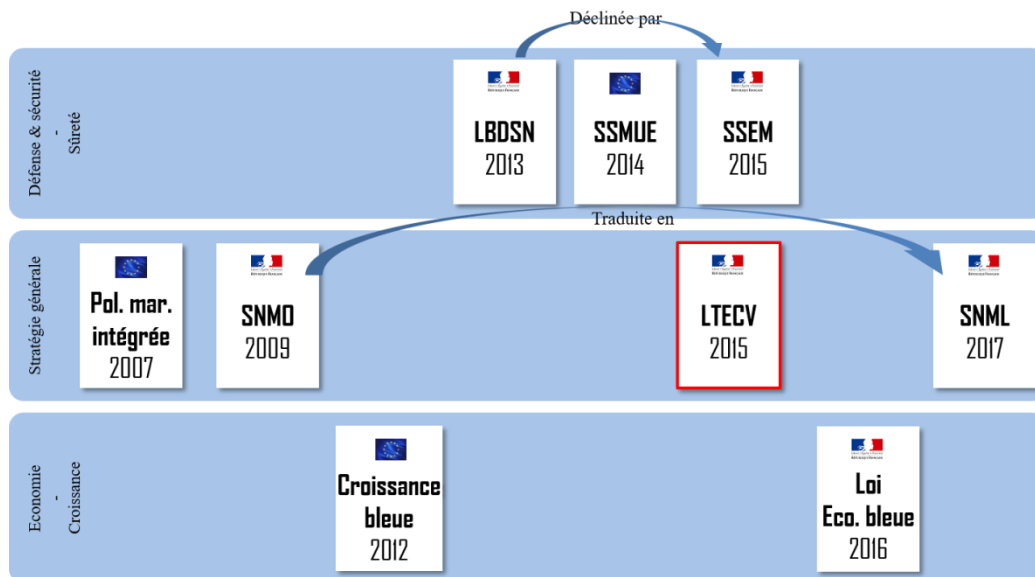 Déclinée par
Défense & sécurité
-
Sûreté
LBDSN
2013
SSMUE
2014
SSEM
2015
Traduite en
Stratégie générale
Pol. mar.
intégrée
2007
SNMO
2009
LTECV
2015
SNML
2017
Economie
-
Croissance
Croissance
bleue
2012
Loi
Eco. bleue
2016